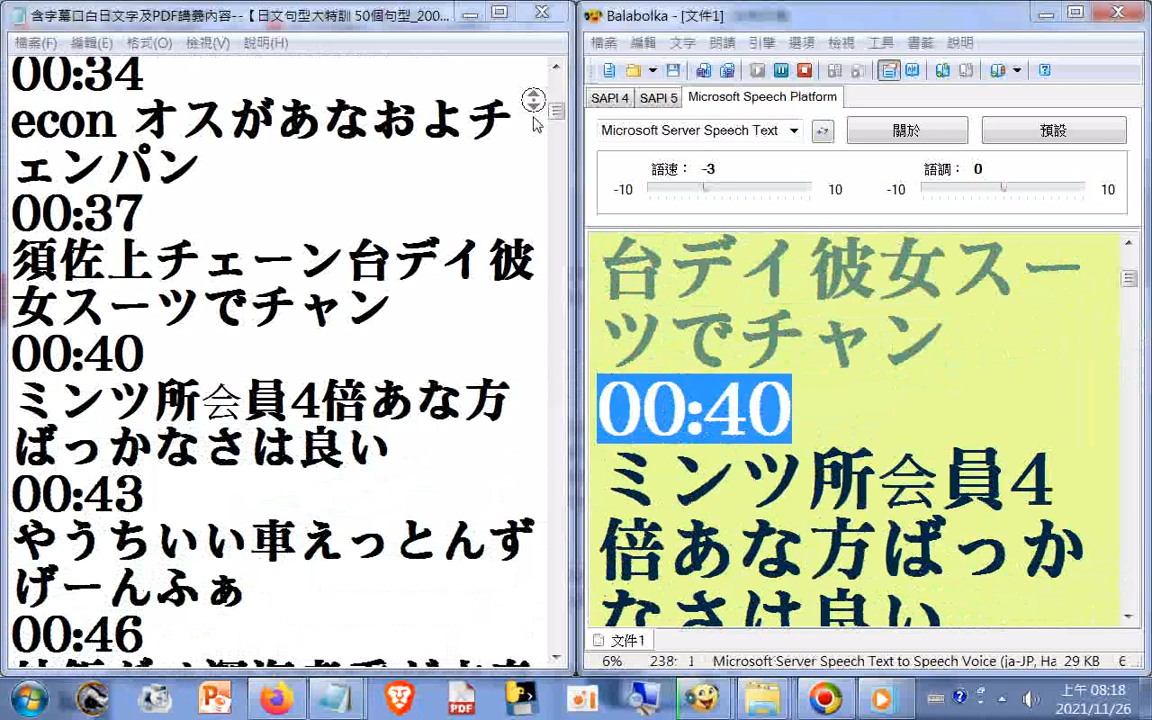 含字幕口白日文字及PDF講義內容--【日文句型大特訓 50個句型_200...
檔案(F) 編輯(E) 格式(O) 檢視(V) 說明(H)
00:34
econ オスがあなおよチ
ェンパン
00:37
須佐上チェーン台デイ彼
女スーツでチャン
00:40
ミンツ所会員4倍あな方
ばっかなさは良い
00:43
やうちいい車えっとんず
げーんふぁ
00:46
Balabolka - [文件1]
檔案 編輯 文字 朗讀 引擎 選項 檢視 工具 書籤 說明
SAPI 4 SAPI 5 Microsoft Speech Platform
Microsoft Server Speech Text 關於 預設
語速： -3 語調： 0
-10 10 -10 10
台デイ彼女スー
ツでチャン
00:40
ミンツ所会員4
倍あな方ばっか
なさは良い
文件1
6% 238: 1 Microsoft Server Speech Text to Speech Voice (ja-JP, Ha 29 KB
上午 08:18
2021/11/26